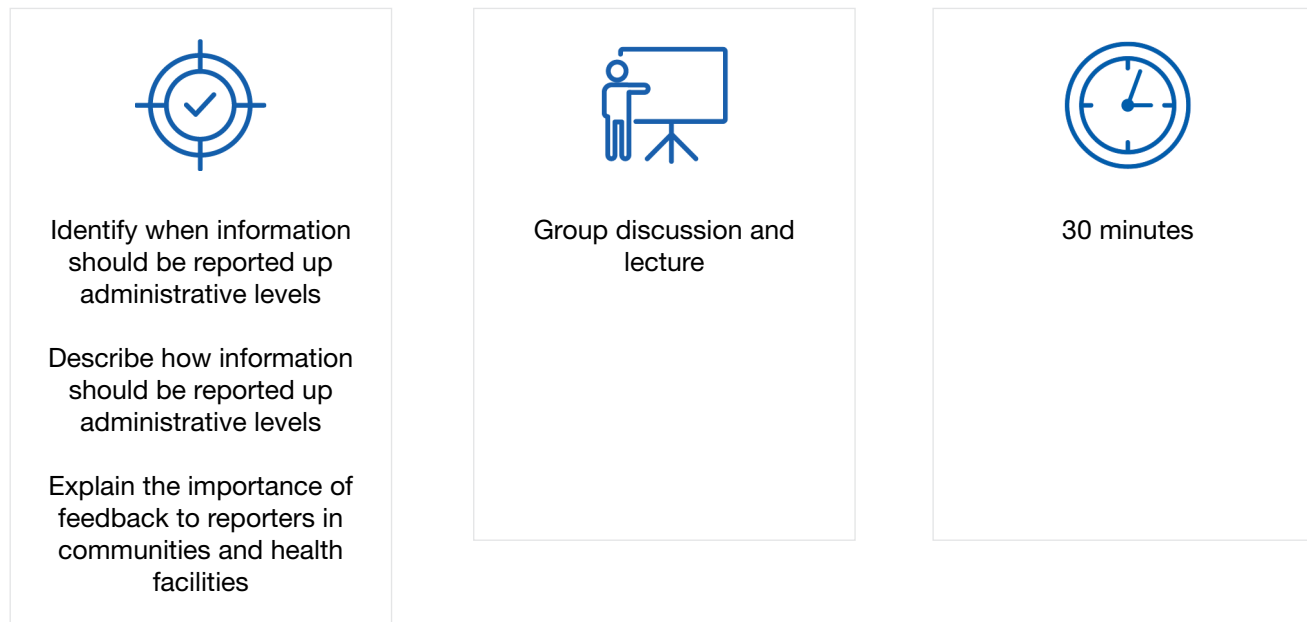 Identify when information
should be reported up
administrative levels
Describe how information
should be reported up
administrative levels
Explain the importance of
feedback to reporters in
communities and health
facilities
Group discussion and
lecture
30 minutes